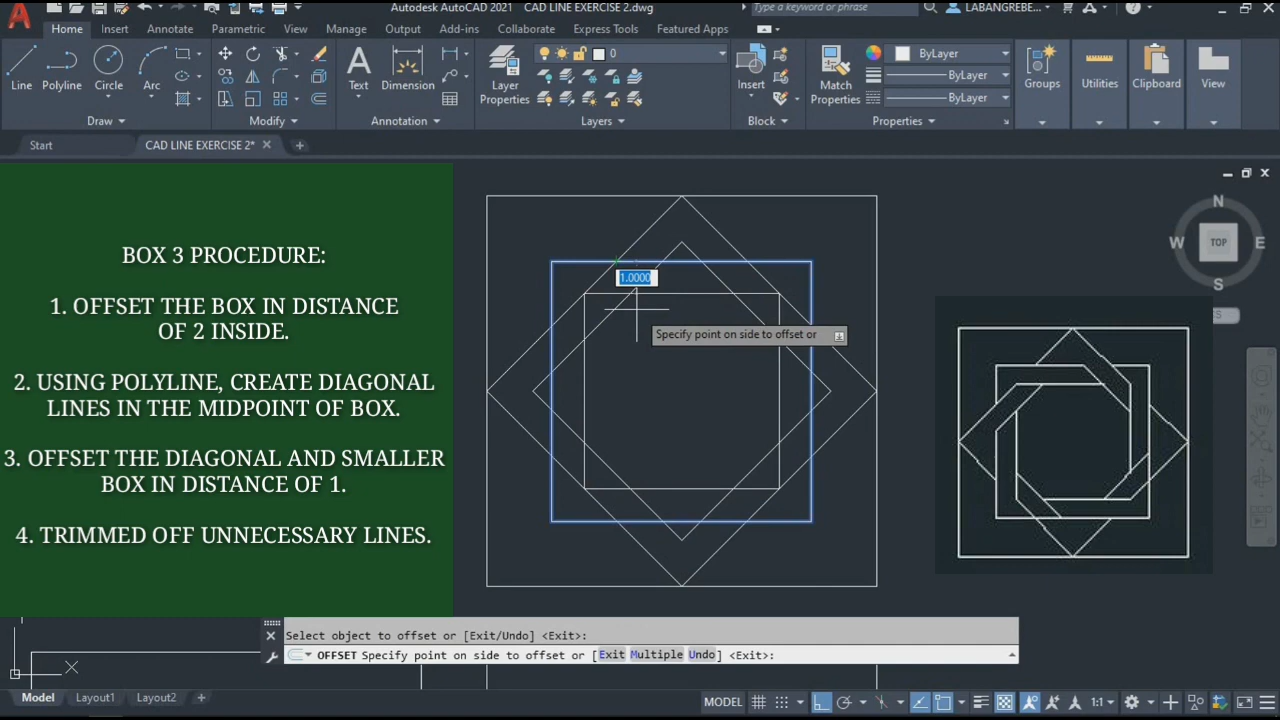 Autodesk AutoCAD 2021 CAD LINE EXERCISE 2.dwg
Type a keyword or phrase
LABANGREBE...
Home Insert Annotate Parametric View Manage Output Add-ins Collaborate Express Tools Featured Apps
0
ByLayer
ByLayer
ByLayer
Line Polyline Circle Arc
Text Dimension
Layer
Properties
Insert
Match
Properties
Groups Utilities Clipboard View
Draw Modify Annotation Layers Block Properties
Start CAD LINE EXERCISE 2*
BOX 3 PROCEDURE:
1. OFFSET THE BOX IN DISTANCE
OF 2 INSIDE.
2. USING POLYLINE, CREATE DIAGONAL
LINES IN THE MIDPOINT OF BOX.
3. OFFSET THE DIAGONAL AND SMALLER
BOX IN DISTANCE OF 1.
4. TRIMMED OFF UNNECESSARY LINES.
1.0000
Specify point on side to offset or
N
W TOP E
S
Select object to offset or [Exit/Undo] <Exit>:
OFFSET Specify point on side to offset or [Exit Multiple Undo] <Exit>:
X
Model Layout1 Layout2
MODEL 1:1